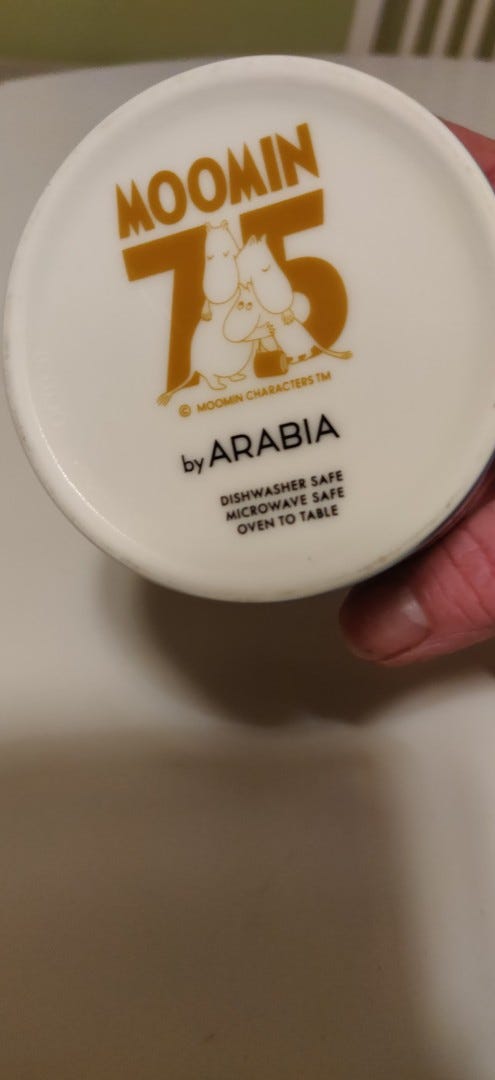 MOOMIN
75
© MOOMIN CHARACTERS TM
by ARABIA
DISHWASHER SAFE
MICROWAVE SAFE
OVEN TO TABLE